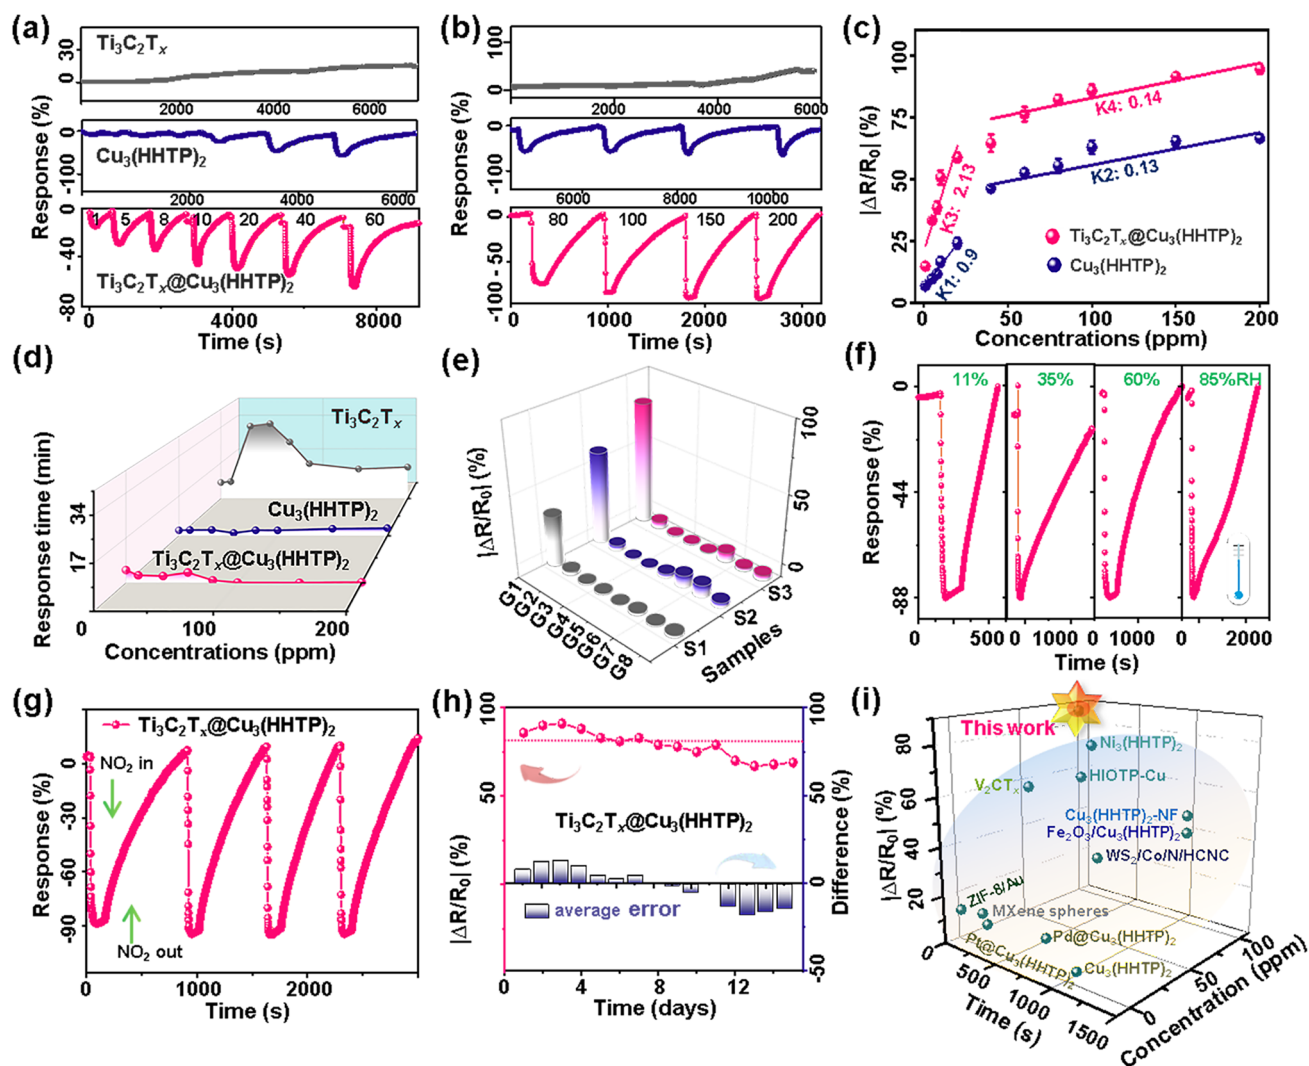 (a)
Response (%)
30
0
Ti₃C₂Tₓ
2000 4000 6000
0
-100
Cu₃(HHTP)₂
2000 4000 6000
0
-40
-80
1 5 8 10 20 40 60
Ti₃C₂Tₓ@Cu₃(HHTP)₂
0 4000 8000
Time (s)
(b)
Response (%)
100
50
0
2000 4000 6000
0
-50
-100
6000 8000 10000
0
-50
-100
80 100 150 200
0 1000 2000 3000
Time (s)
(c)
|ΔR/R₀| (%)
100
75
50
25
0
K4: 0.14
K2: 0.13
K3: 2.13
K1: 0.9
Ti₃C₂Tₓ@Cu₃(HHTP)₂
Cu₃(HHTP)₂
0 50 100 150 200
Concentrations (ppm)
(d)
Response time (min)
34
17
Ti₃C₂Tₓ
Cu₃(HHTP)₂
Ti₃C₂Tₓ@Cu₃(HHTP)₂
0 100 200
Concentrations (ppm)
(e)
|ΔR/R₀| (%)
100
50
0
G1
G2
G3
G4
G5
G6
G7
G8
S1
S2
S3
Samples
(f)
Response (%)
0
-44
-88
11% 35% 60% 85%RH
0 500 0 1000 0 1000 0 2000
Time (s)
(g)
Response (%)
0
-30
-60
-90
Ti₃C₂Tₓ@Cu₃(HHTP)₂
NO₂ in
NO₂ out
0 1000 2000
Time (s)
(h)
|ΔR/R₀| (%)
100
50
Ti₃C₂Tₓ@Cu₃(HHTP)₂
average error
0 4 8 12
Time (days)
100
50
0
-50
Difference (%)
(i)
|ΔR/R₀| (%)
80
60
40
20
This work
Ni₃(HHTP)₂
HIOTP-Cu
V₂CTₓ
Cu₃(HHTP)₂-NF
Fe₂O₃/Cu₃(HHTP)₂
WS₂/Co/N/HCNC
ZIF-8/Au
MXene spheres
Pd@Cu₃(HHTP)₂
Pt@Cu₃(HHTP)₂
Cu₃(HHTP)₂
0 500 1000 1500
Time (s)
0 50 100
Concentration (ppm)